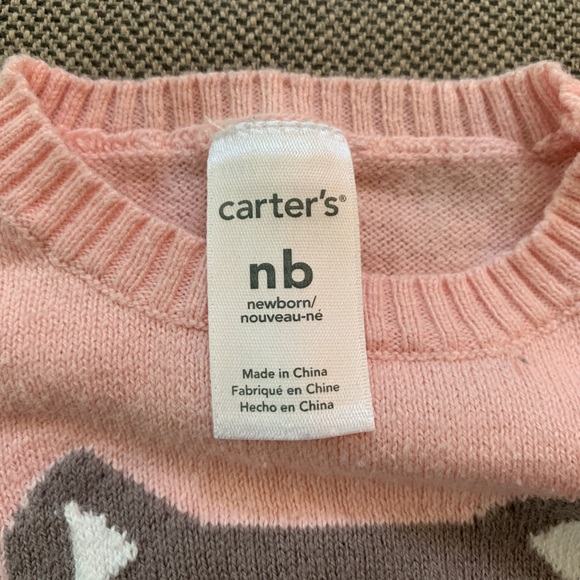 carter's®
nb
newborn/
nouveau-né
Made in China
Fabriqué en Chine
Hecho en China